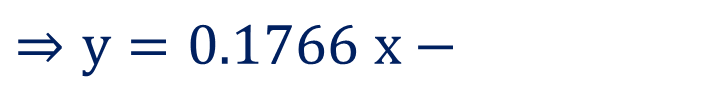 ⇒ y = 0.1766 x −